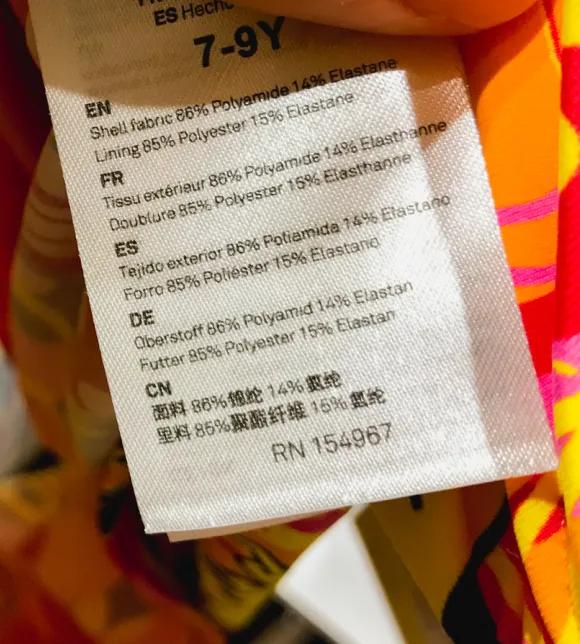 ES Hecho
7-9Y
EN
Shell fabric 86% Polyamide 14% Elastane
Lining 85% Polyester 15% Elastane
FR
Tissu extérieur 86% Polyamide 14% Elasthanne
Doublure 85% Polyester 15% Elasthanne
ES
Tejido exterior 86% Poliamida 14% Elastano
Forro 85% Poliéster 15% Elastano
DE
Oberstoff 86% Polyamid 14% Elastan
Futter 85% Polyester 15% Elastan
CN
面料 86%锦纶 14%氨纶
里料 85%聚酯纤维 15%氨纶
RN 154967